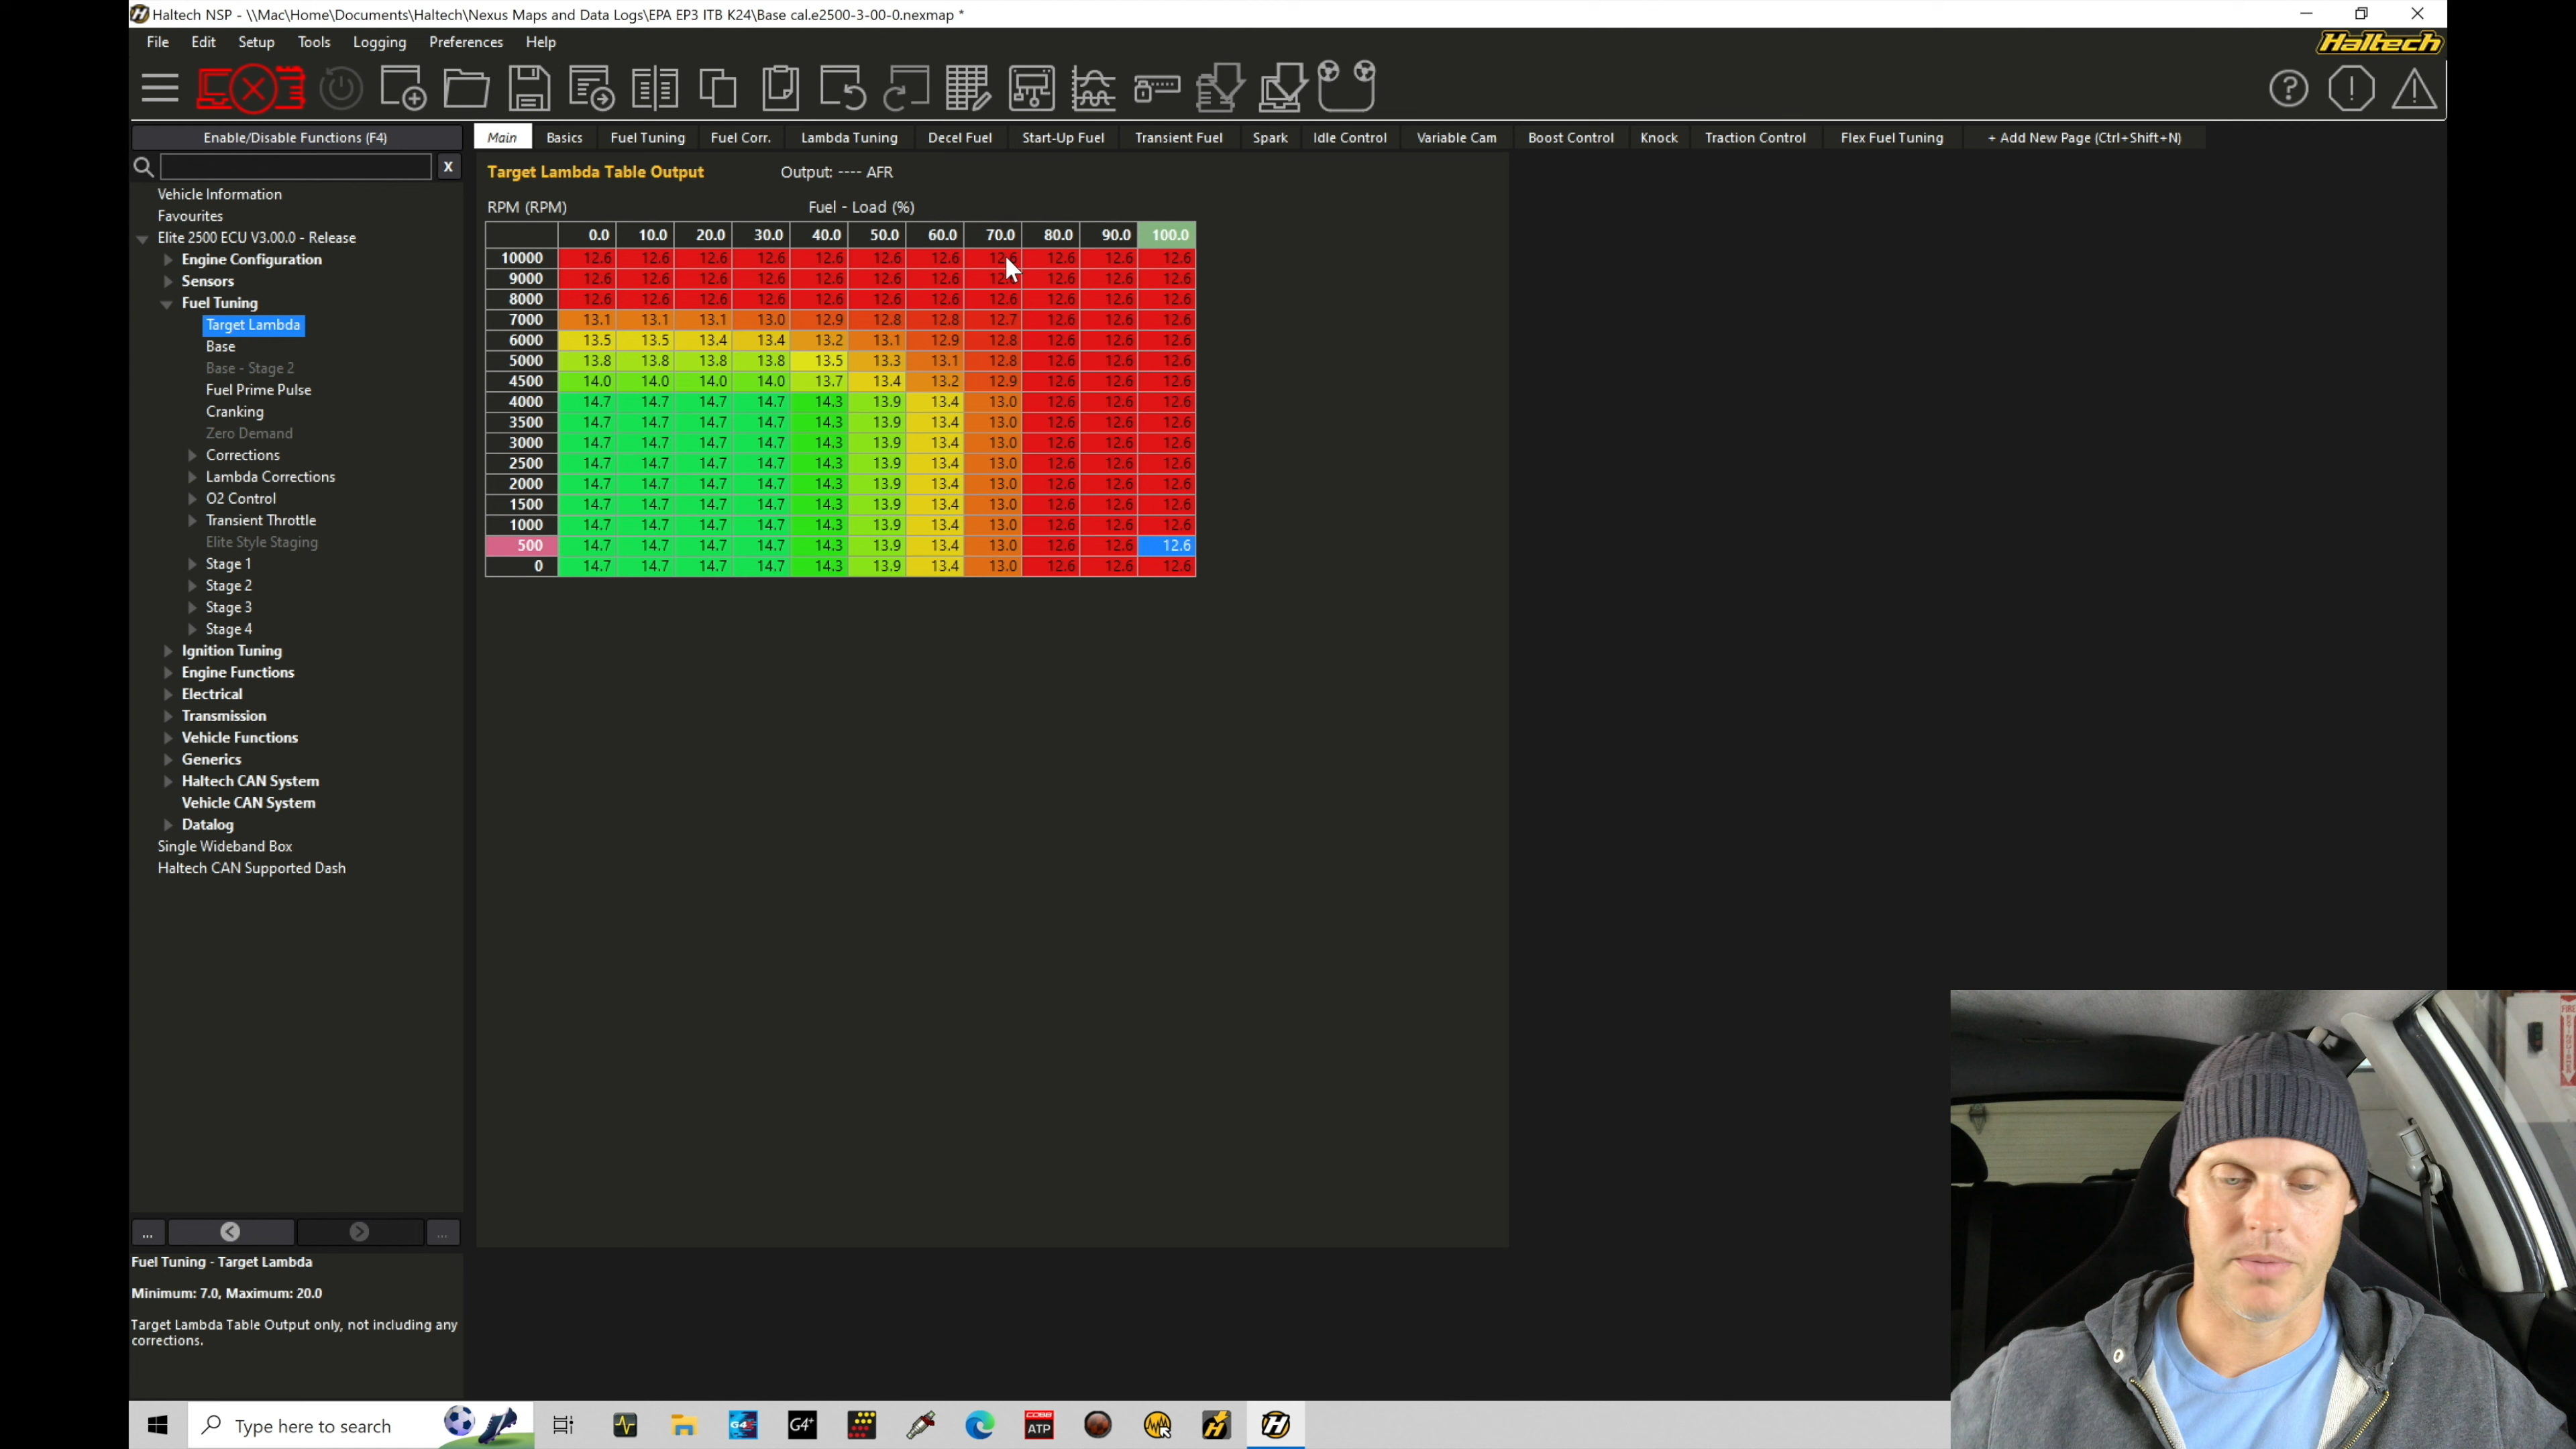 Haltech NSP - \\Mac\Home\Documents\Haltech\Nexus Maps and Data Logs\EPA EP3 ITB K24\Base cal.e2500-3-00-0.nexmap *
File Edit Setup Tools Logging Preferences Help
Haltech
Enable/Disable Functions (F4)
Main Basics Fuel Tuning Fuel Corr. Lambda Tuning Decel Fuel Start-Up Fuel Transient Fuel Spark Idle Control Variable Cam Boost Control Knock Traction Control Flex Fuel Tuning + Add New Page (Ctrl+Shift+N)
X
Vehicle Information
Favourites
Elite 2500 ECU V3.00.0 - Release
Engine Configuration
Sensors
Fuel Tuning
Target Lambda
Base
Base - Stage 2
Fuel Prime Pulse
Cranking
Zero Demand
Corrections
Lambda Corrections
O2 Control
Transient Throttle
Elite Style Staging
Stage 1
Stage 2
Stage 3
Stage 4
Ignition Tuning
Engine Functions
Electrical
Transmission
Vehicle Functions
Generics
Haltech CAN System
Vehicle CAN System
Datalog
Single Wideband Box
Haltech CAN Supported Dash
... ...
Fuel Tuning - Target Lambda
Minimum: 7.0, Maximum: 20.0
Target Lambda Table Output only, not including any
corrections.
Target Lambda Table Output Output: ---- AFR
RPM (RPM) Fuel - Load (%)
0.0 10.0 20.0 30.0 40.0 50.0 60.0 70.0 80.0 90.0 100.0
10000 12.6 12.6 12.6 12.6 12.6 12.6 12.6 12.6 12.6 12.6 12.6
9000 12.6 12.6 12.6 12.6 12.6 12.6 12.6 12.6 12.6 12.6
8000 12.6 12.6 12.6 12.6 12.6 12.6 12.6 12.6 12.6 12.6 12.6
7000 13.1 13.1 13.1 13.0 12.9 12.8 12.8 12.7 12.6 12.6 12.6
6000 13.5 13.5 13.4 13.4 13.2 13.1 12.9 12.8 12.6 12.6 12.6
5000 13.8 13.8 13.8 13.8 13.5 13.3 13.1 12.8 12.6 12.6 12.6
4500 14.0 14.0 14.0 14.0 13.7 13.4 13.2 12.9 12.6 12.6 12.6
4000 14.7 14.7 14.7 14.7 14.3 13.9 13.4 13.0 12.6 12.6 12.6
3500 14.7 14.7 14.7 14.7 14.3 13.9 13.4 13.0 12.6 12.6 12.6
3000 14.7 14.7 14.7 14.7 14.3 13.9 13.4 13.0 12.6 12.6 12.6
2500 14.7 14.7 14.7 14.7 14.3 13.9 13.4 13.0 12.6 12.6 12.6
2000 14.7 14.7 14.7 14.7 14.3 13.9 13.4 13.0 12.6 12.6 12.6
1500 14.7 14.7 14.7 14.7 14.3 13.9 13.4 13.0 12.6 12.6 12.6
1000 14.7 14.7 14.7 14.7 14.3 13.9 13.4 13.0 12.6 12.6 12.6
500 14.7 14.7 14.7 14.7 14.3 13.9 13.4 13.0 12.6 12.6 12.6
0 14.7 14.7 14.7 14.7 14.3 13.9 13.4 13.0 12.6 12.6 12.6
Type here to search
G4+
COBB
ATP